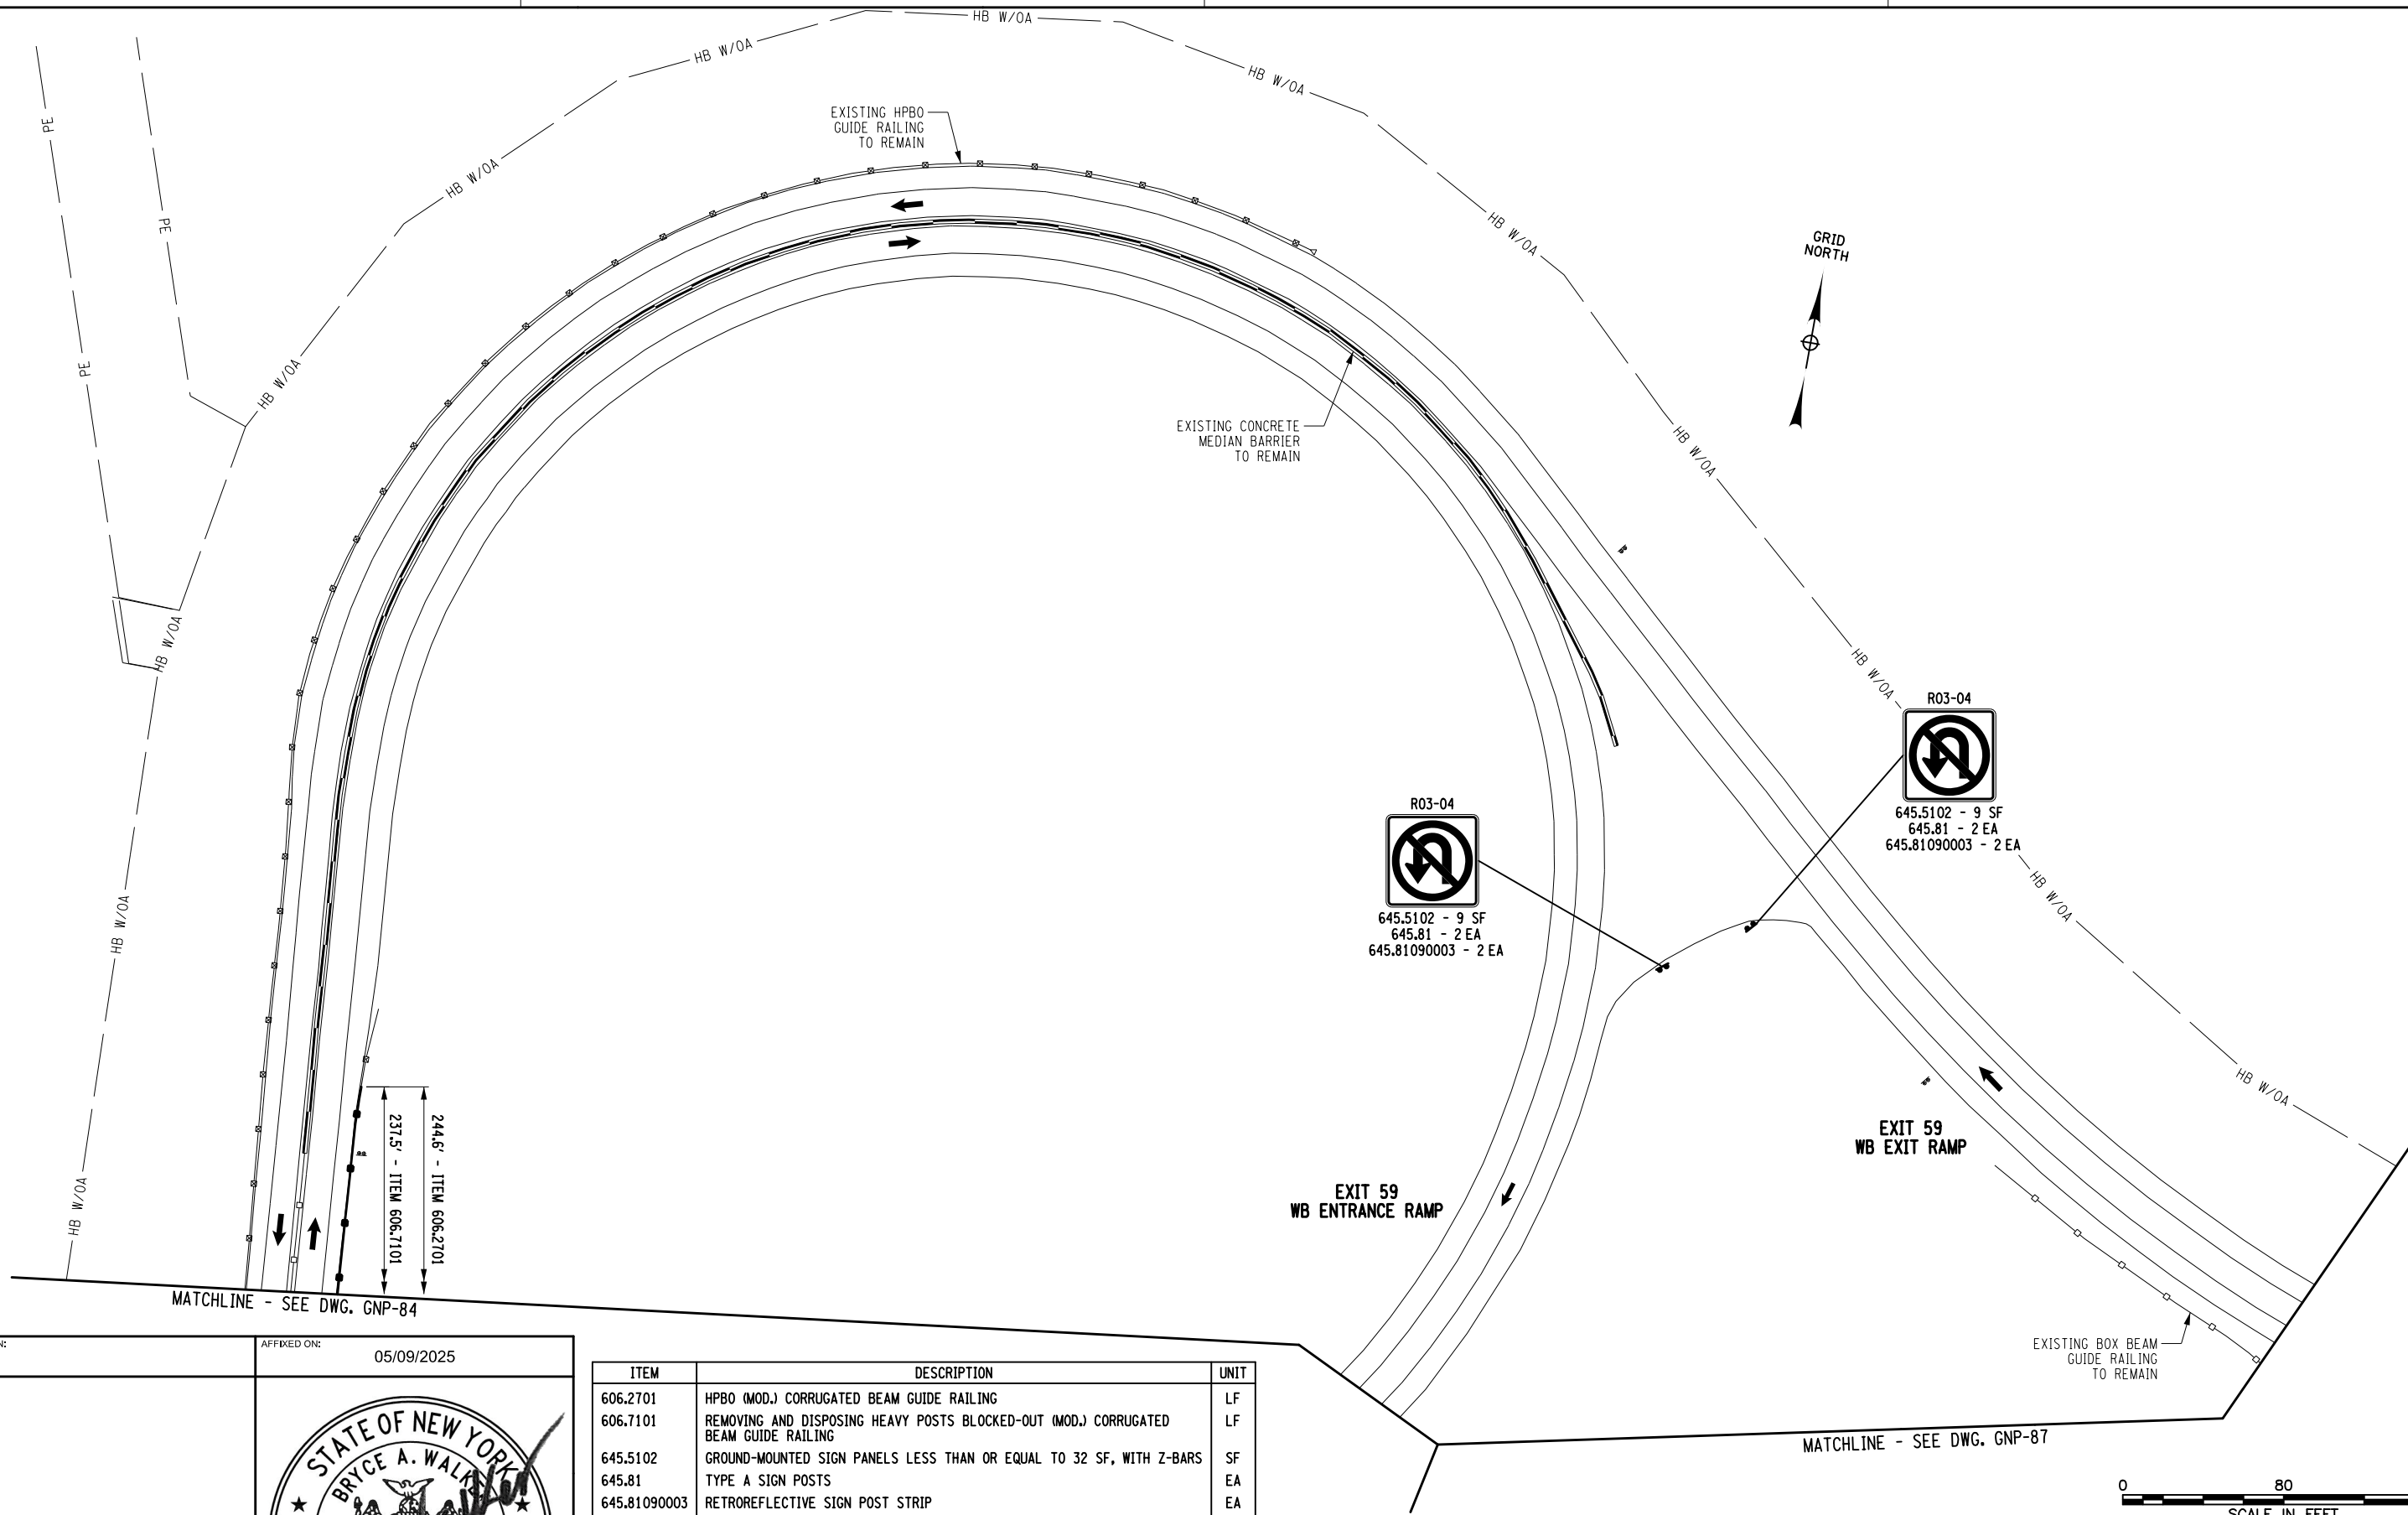 HB W/OA
HB W/OA
HB W/OA
EXISTING HPBO
GUIDE RAILING
TO REMAIN
PE
HB W/OA
PE
HB W/OA
GRID
NORTH
PE
HB W/OA
EXISTING CONCRETE
MEDIAN BARRIER
TO REMAIN
HB W/OA
HB W/OA
HB W/OA
R03-04
645.5102 - 9 SF
645.81 - 2 EA
645.81090003 - 2 EA
R03-04
645.5102 - 9 SF
645.81 - 2 EA
645.81090003 - 2 EA
HB W/OA
HB W/OA
HB W/OA
237.5' - ITEM 606.7101
244.6' - ITEM 606.2701
EXIT 59
WB EXIT RAMP
EXIT 59
WB ENTRANCE RAMP
HB W/OA
MATCHLINE - SEE DWG. GNP-84
EXISTING BOX BEAM
GUIDE RAILING
TO REMAIN
MATCHLINE - SEE DWG. GNP-87
N:
AFFIXED ON:
05/09/2025
STATE OF NEW YORK
BRYCE A. WALKER
ITEM DESCRIPTION UNIT
606.2701 HPBO (MOD.) CORRUGATED BEAM GUIDE RAILING LF
606.7101 REMOVING AND DISPOSING HEAVY POSTS BLOCKED-OUT (MOD.) CORRUGATED LF
BEAM GUIDE RAILING
645.5102 GROUND-MOUNTED SIGN PANELS LESS THAN OR EQUAL TO 32 SF, WITH Z-BARS SF
645.81 TYPE A SIGN POSTS EA
645.81090003 RETROREFLECTIVE SIGN POST STRIP EA
0 80
SCALE IN FEET